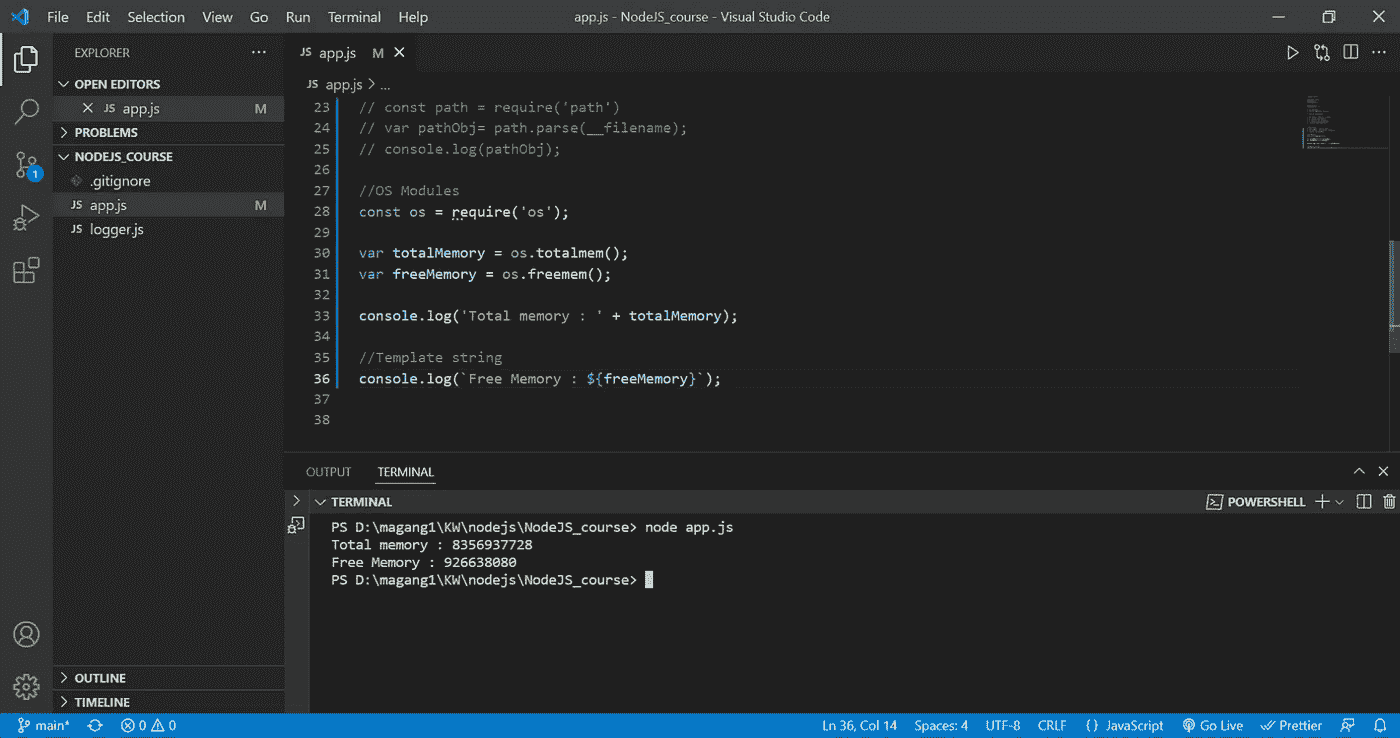 File Edit Selection View Go Run Terminal Help
app.js - NodeJS_course - Visual Studio Code
EXPLORER
OPEN EDITORS
JS app.js M
PROBLEMS
NODEJS_COURSE
.gitignore
JS app.js M
JS logger.js
OUTLINE
TIMELINE
1
JS app.js M
JS app.js > ...
23 // const path = require('path')
24 // var pathObj= path.parse(__filename);
25 // console.log(pathObj);
26
27 //OS Modules
28 const os = require('os');
29
30 var totalMemory = os.totalmem();
31 var freeMemory = os.freemem();
32
33 console.log('Total memory : ' + totalMemory);
34
35 //Template string
36 console.log(`Free Memory : ${freeMemory}`);
37
38
OUTPUT TERMINAL
TERMINAL
POWERSHELL
PS D:\magang1\KW\nodejs\NodeJS_course> node app.js
Total memory : 8356937728
Free Memory : 926638080
PS D:\magang1\KW\nodejs\NodeJS_course>
main* 0 0 Ln 36, Col 14 Spaces: 4 UTF-8 CRLF {} JavaScript Go Live Prettier